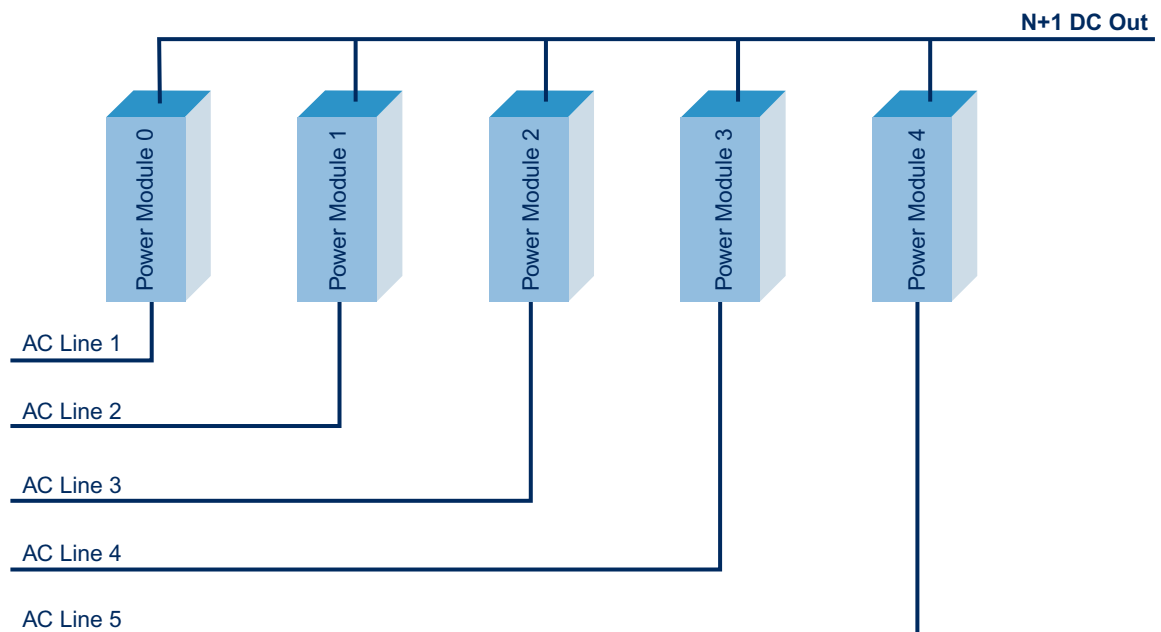 N+1 DC Out
Power Module 0
Power Module 1
Power Module 2
Power Module 3
Power Module 4
AC Line 1
AC Line 2
AC Line 3
AC Line 4
AC Line 5